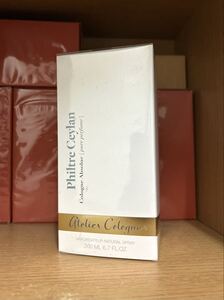 Philtre Ceylan
Cologne Absolue | pure perfume |
Atelier Cologne
VAPORISATEUR NATURAL SPRAY
200 ML 6.7 FL.OZ